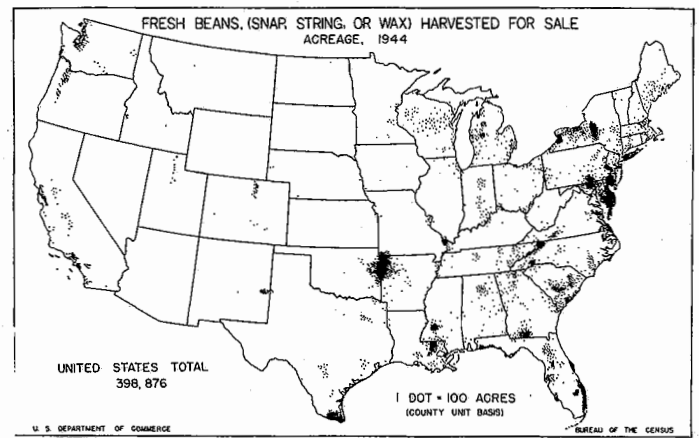 FRESH BEANS, (SNAP, STRING, OR WAX) HARVESTED FOR SALE
ACREAGE, 1944
UNITED STATES TOTAL
398, 876
1 DOT = 100 ACRES
(COUNTY UNIT BASIS)
U. S. DEPARTMENT OF COMMERCE
BUREAU OF THE CENSUS